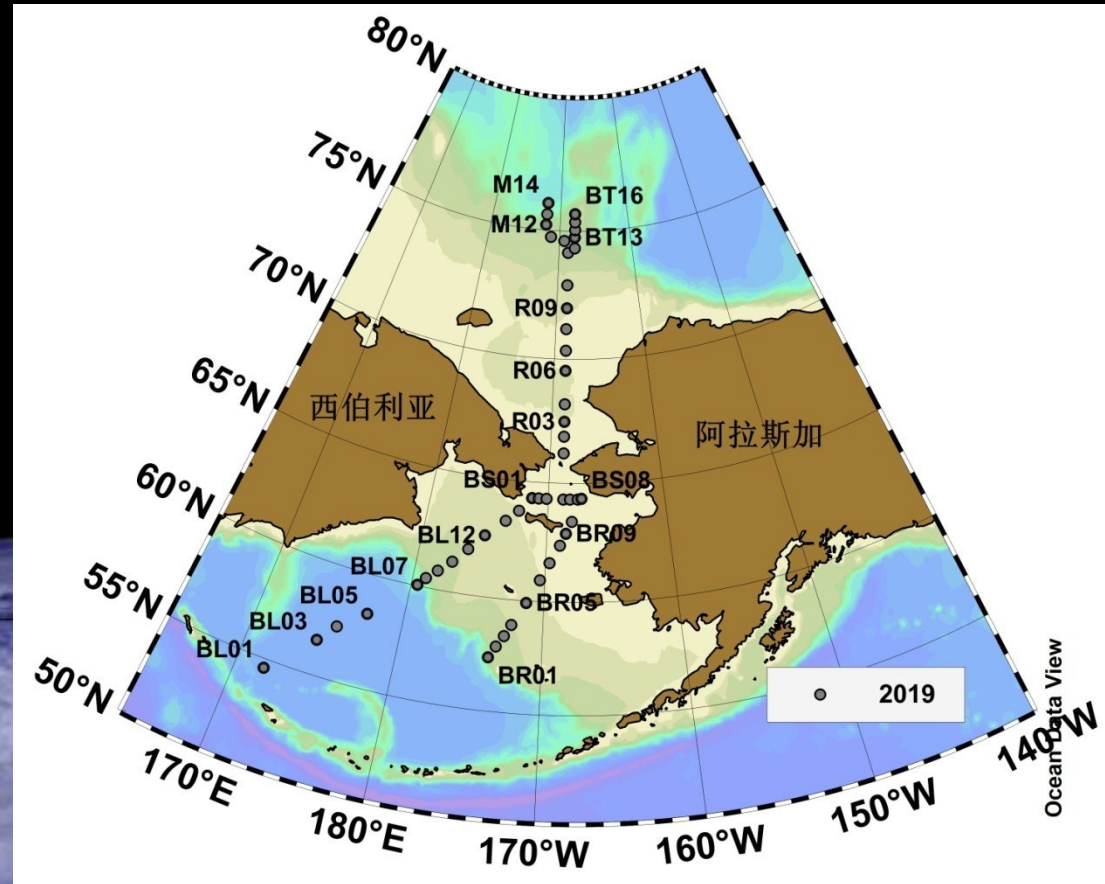 80°N
75°N
70°N
65°N
60°N
55°N
50°N
M14
BT16
M12
BT13
R09
R06
R03
西伯利亚
阿拉斯加
BS01
BS08
BL12
BR09
BL07
BL05
BR05
BL03
BL01
BR01
2019
170°E
180°E
170°W
160°W
150°W
140°W
Ocean Data View